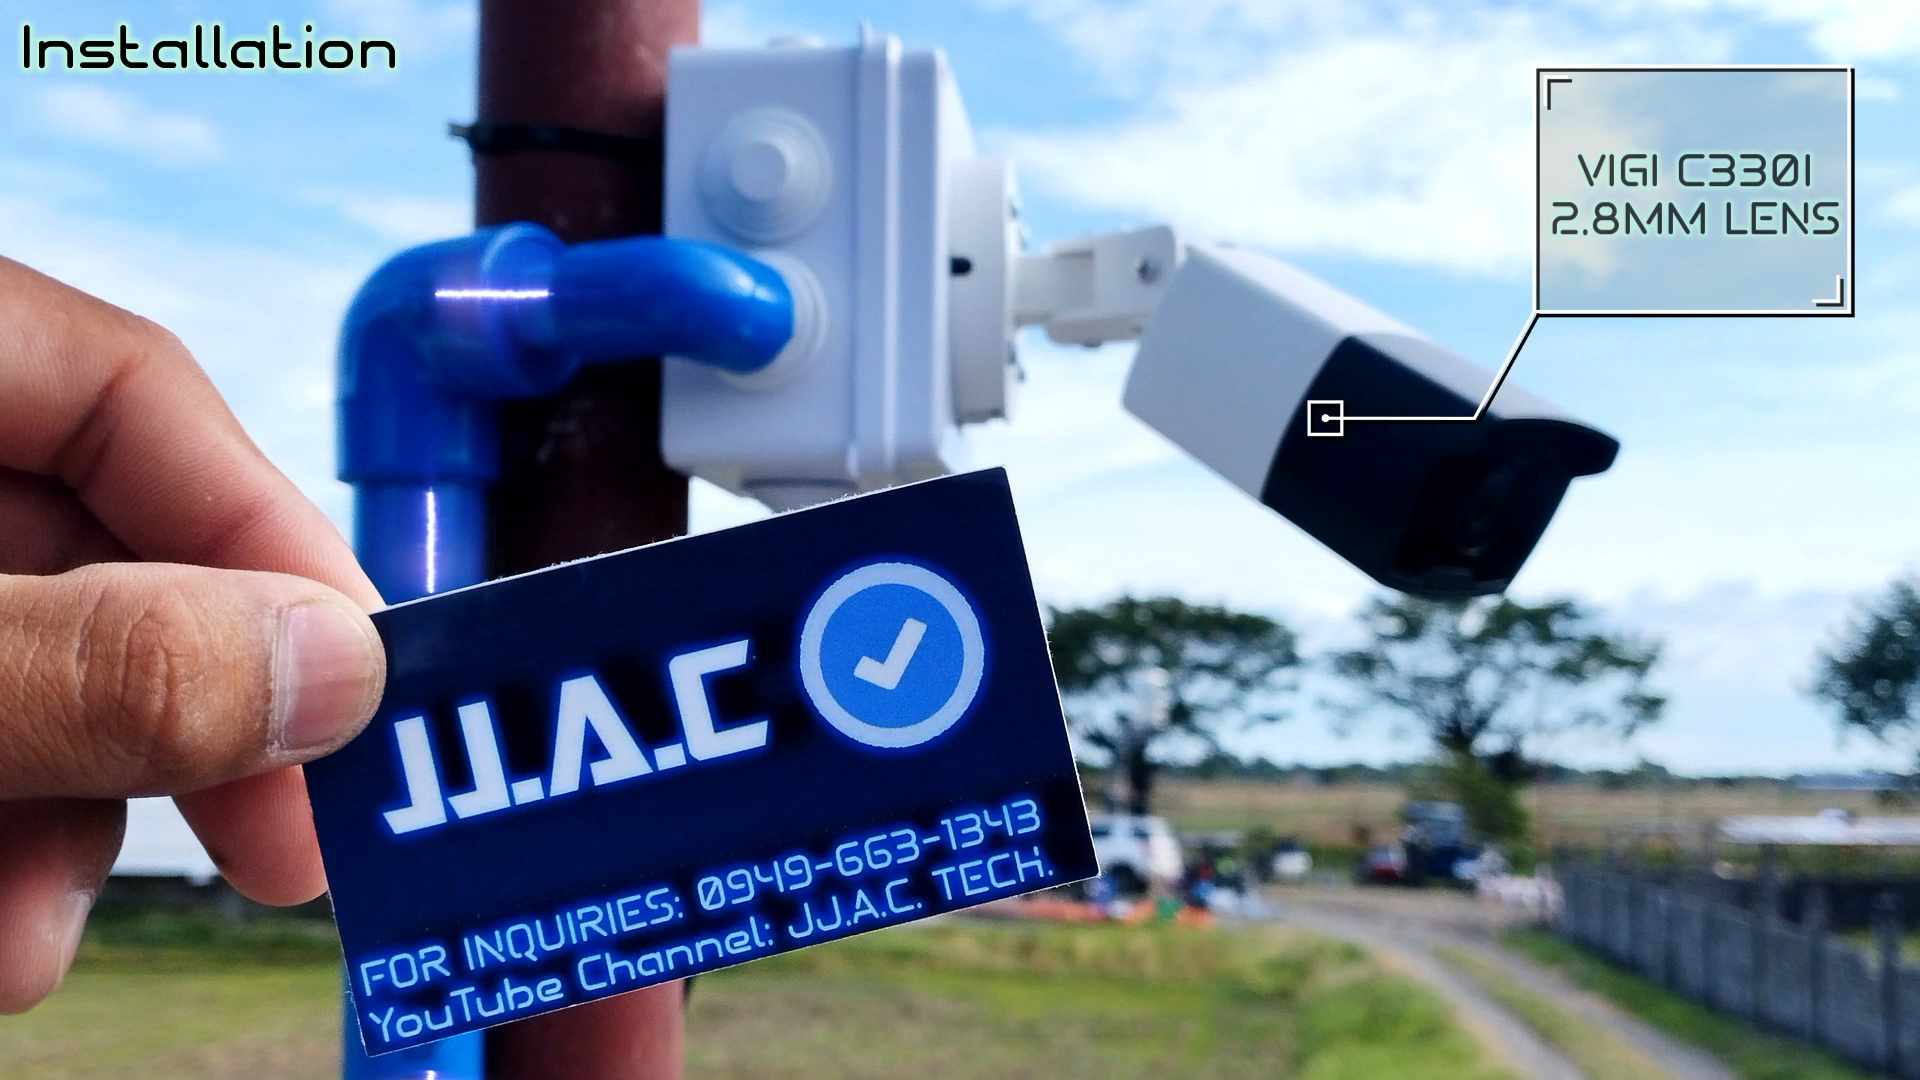 Installation
VIGI C330I
2.8MM LENS
JJ.A.C
FOR INQUIRIES: 0949-663-1343
YouTube Channel: JJ.A.C. TECH.